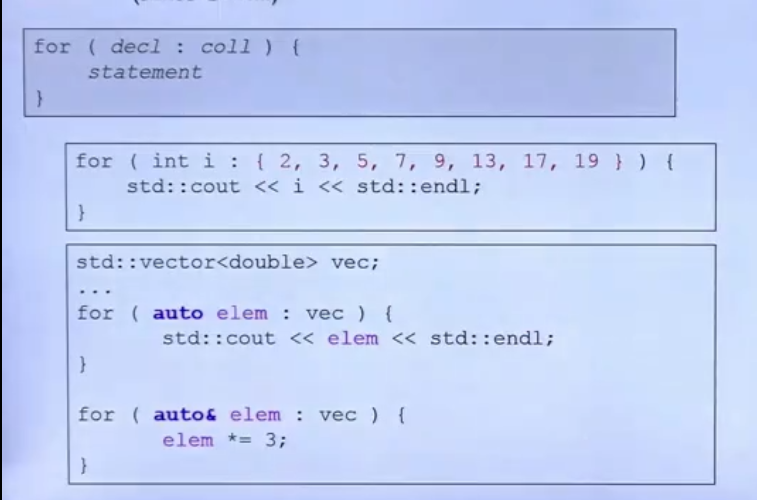 for ( decl : coll ) {
statement
}
for ( int i : { 2, 3, 5, 7, 9, 13, 17, 19 } ) {
std::cout << i << std::endl;
}
std::vector<double> vec;
...
for ( auto elem : vec ) {
std::cout << elem << std::endl;
}
for ( auto& elem : vec ) {
elem *= 3;
}